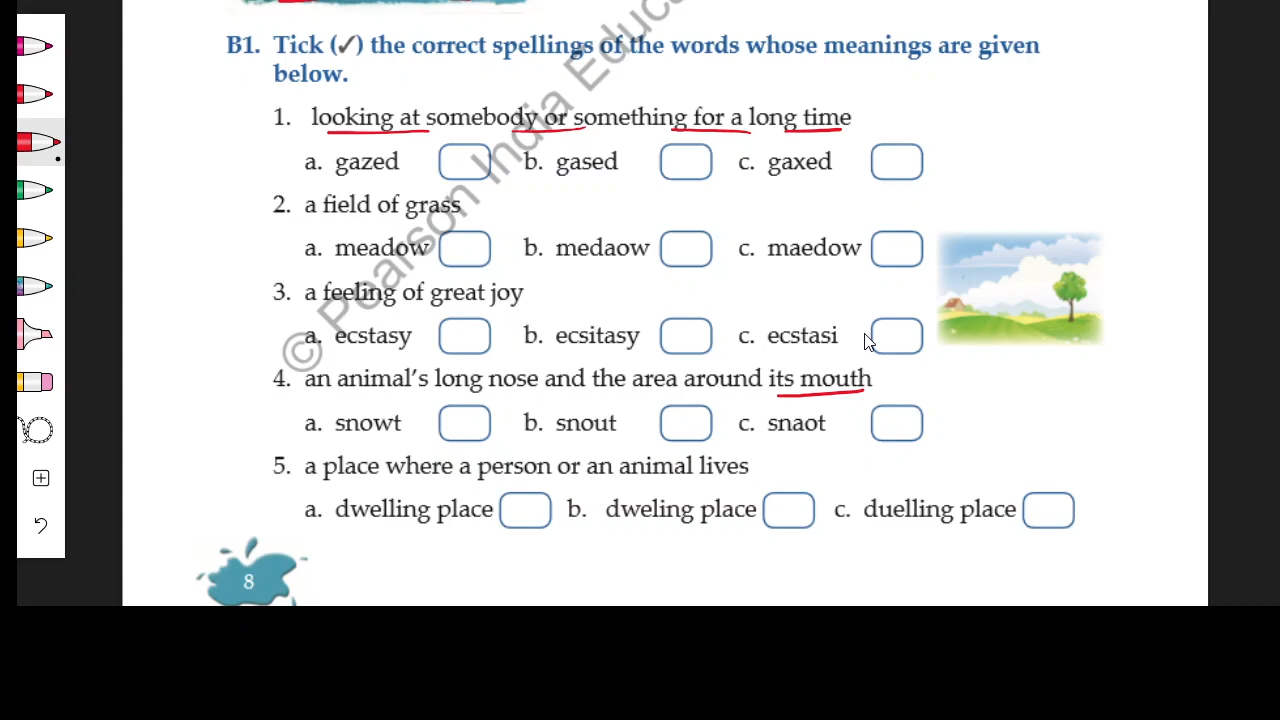 B1. Tick (✓) the correct spellings of the words whose meanings are given
below.
1. looking at somebody or something for a long time
a. gazed b. gased c. gaxed
2. a field of grass
a. meadow b. medaow c. maedow
3. a feeling of great joy
a. ecstasy b. ecsitasy c. ecstasi
4. an animal's long nose and the area around its mouth
a. snowt b. snout c. snaot
5. a place where a person or an animal lives
a. dwelling place b. dweling place c. duelling place
8
© Pearson India